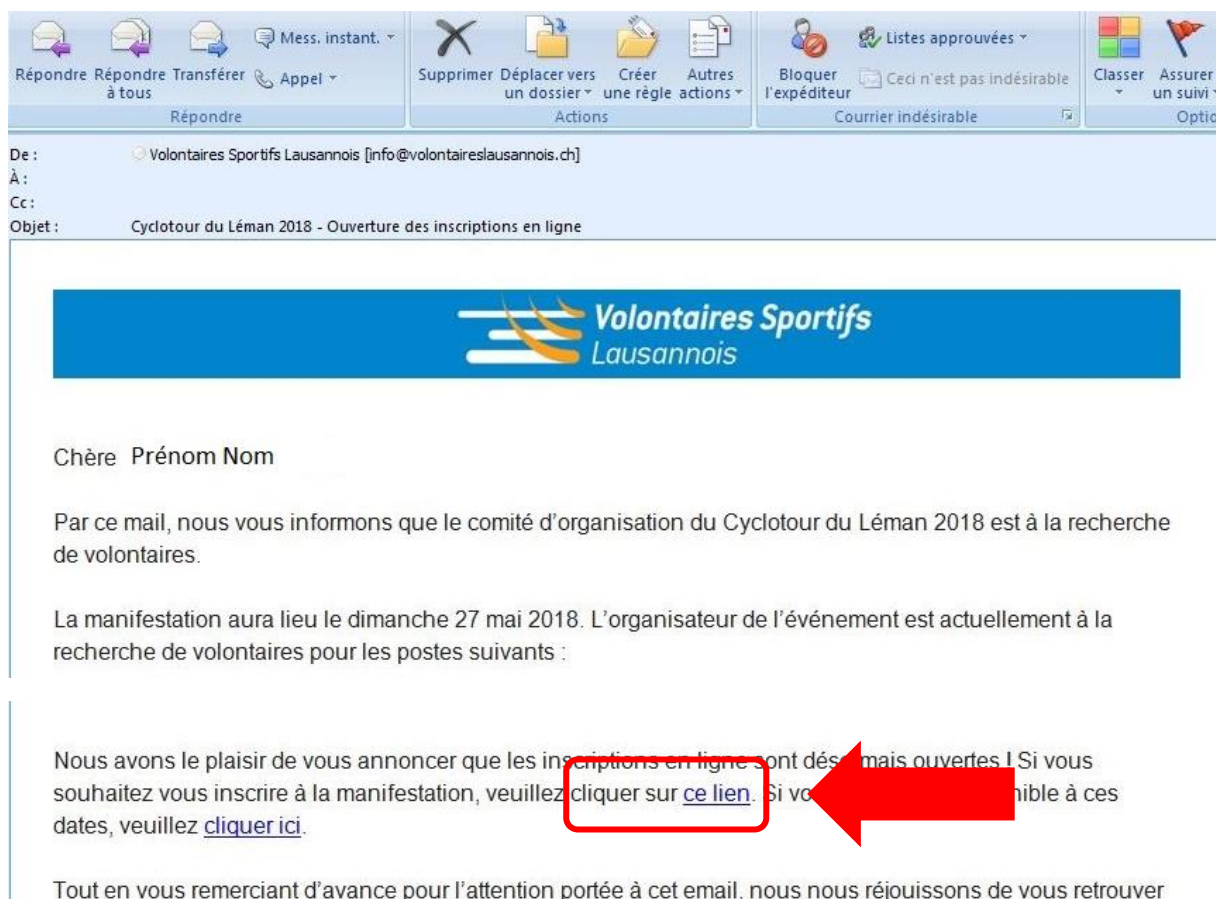 Répondre Répondre à tous Transférer Mess. instant. Appel Supprimer Déplacer vers un dossier Créer une règle Autres actions Bloquer l'expéditeur Listes approuvées Ceci n'est pas indésirable Classer Assurer un suivi
Répondre Actions Courrier indésirable
De : Volontaires Sportifs Lausannois [info@volontaireslausannois.ch]
À :
Cc :
Objet : Cyclotour du Léman 2018 - Ouverture des inscriptions en ligne
Volontaires Sportifs
Lausannois
Chère Prénom Nom
Par ce mail, nous vous informons que le comité d'organisation du Cyclotour du Léman 2018 est à la recherche
de volontaires.
La manifestation aura lieu le dimanche 27 mai 2018. L'organisateur de l'événement est actuellement à la
recherche de volontaires pour les postes suivants :
Nous avons le plaisir de vous annoncer que les inscriptions en ligne sont désormais ouvertes ! Si vous
souhaitez vous inscrire à la manifestation, veuillez cliquer sur ce lien. Si à ces
dates, veuillez cliquer ici.
Tout en vous remerciant d'avance pour l'attention portée à cet email, nous nous réjouissons de vous retrouver